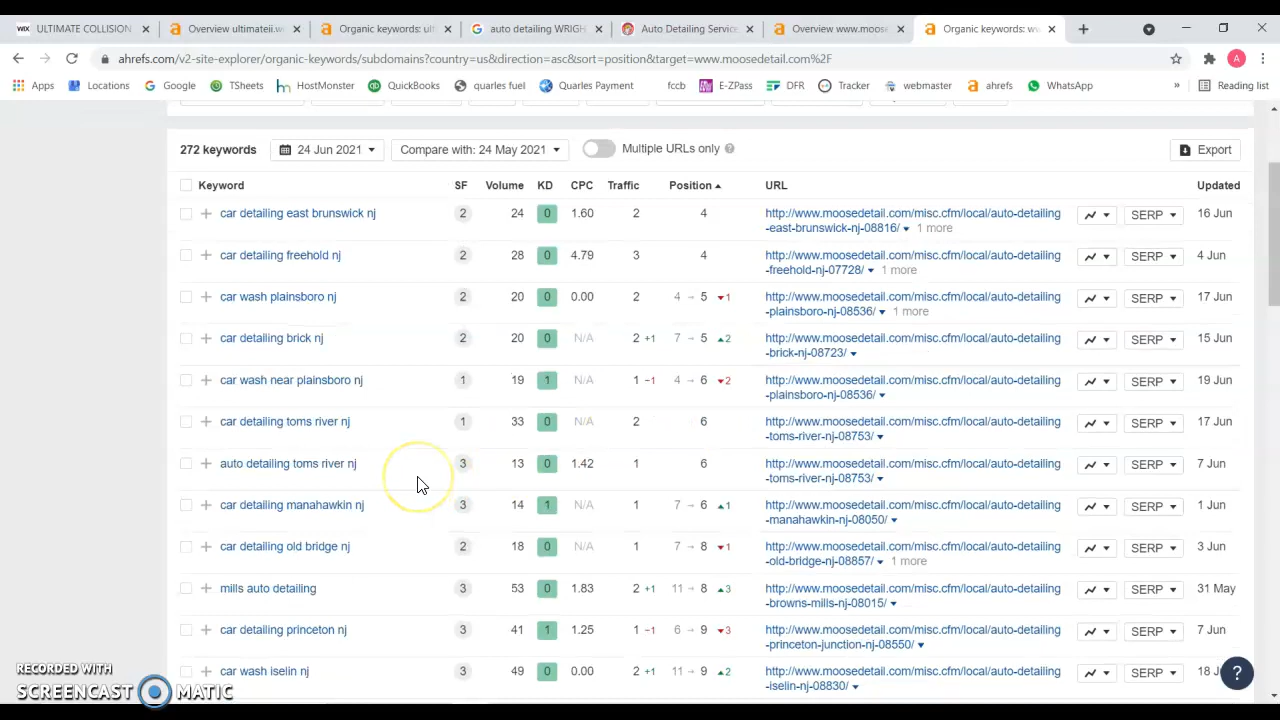 WIX ULTIMATE COLLISION
Overview ultimateii.w
Organic keywords: ult
auto detailing WRIGH
Auto Detailing Service
Overview www.moose
Organic keywords: ww
ahrefs.com/v2-site-explorer/organic-keywords/subdomains?country=us&direction=asc&sort=position&target=www.moosedetail.com%2F
A
Apps Locations Google TSheets HostMonster QuickBooks quarles fuel Quarles Payment fccb E-ZPass DFR Tracker webmaster ahrefs WhatsApp » Reading list
272 keywords 24 Jun 2021 Compare with: 24 May 2021 Multiple URLs only ? Export
Keyword SF Volume KD CPC Traffic Position URL Updated
car detailing east brunswick nj 2 24 0 1.60 2 4 http://www.moosedetail.com/misc.cfm/local/auto-detailing SERP 16 Jun
-east-brunswick-nj-08816/ 1 more
car detailing freehold nj 2 28 0 4.79 3 4 http://www.moosedetail.com/misc.cfm/local/auto-detailing SERP 4 Jun
-freehold-nj-07728/ 1 more
car wash plainsboro nj 2 20 0 0.00 2 4 → 5 1 http://www.moosedetail.com/misc.cfm/local/auto-detailing SERP 17 Jun
-plainsboro-nj-08536/ 1 more
car detailing brick nj 2 20 0 N/A 2 +1 7 → 5 2 http://www.moosedetail.com/misc.cfm/local/auto-detailing SERP 15 Jun
-brick-nj-08723/
car wash near plainsboro nj 1 19 1 N/A 1 −1 4 → 6 2 http://www.moosedetail.com/misc.cfm/local/auto-detailing SERP 19 Jun
-plainsboro-nj-08536/
car detailing toms river nj 1 33 0 N/A 2 6 http://www.moosedetail.com/misc.cfm/local/auto-detailing SERP 17 Jun
-toms-river-nj-08753/
auto detailing toms river nj 3 13 0 1.42 1 6 http://www.moosedetail.com/misc.cfm/local/auto-detailing SERP 7 Jun
-toms-river-nj-08753/
car detailing manahawkin nj 3 14 1 N/A 1 7 → 6 1 http://www.moosedetail.com/misc.cfm/local/auto-detailing SERP 1 Jun
-manahawkin-nj-08050/
car detailing old bridge nj 2 18 0 N/A 1 7 → 8 1 http://www.moosedetail.com/misc.cfm/local/auto-detailing SERP 3 Jun
-old-bridge-nj-08857/ 1 more
mills auto detailing 3 53 0 1.83 2 +1 11 → 8 3 http://www.moosedetail.com/misc.cfm/local/auto-detailing SERP 31 May
-browns-mills-nj-08015/
car detailing princeton nj 3 41 1 1.25 1 −1 6 → 9 3 http://www.moosedetail.com/misc.cfm/local/auto-detailing SERP 7 Jun
-princeton-junction-nj-08550/
car wash iselin nj 3 49 0 0.00 2 +1 11 → 9 2 http://www.moosedetail.com/misc.cfm/local/auto-detailing SERP 18
-iselin-nj-08830/
?
RECORDED WITH
SCREENCAST MATIC